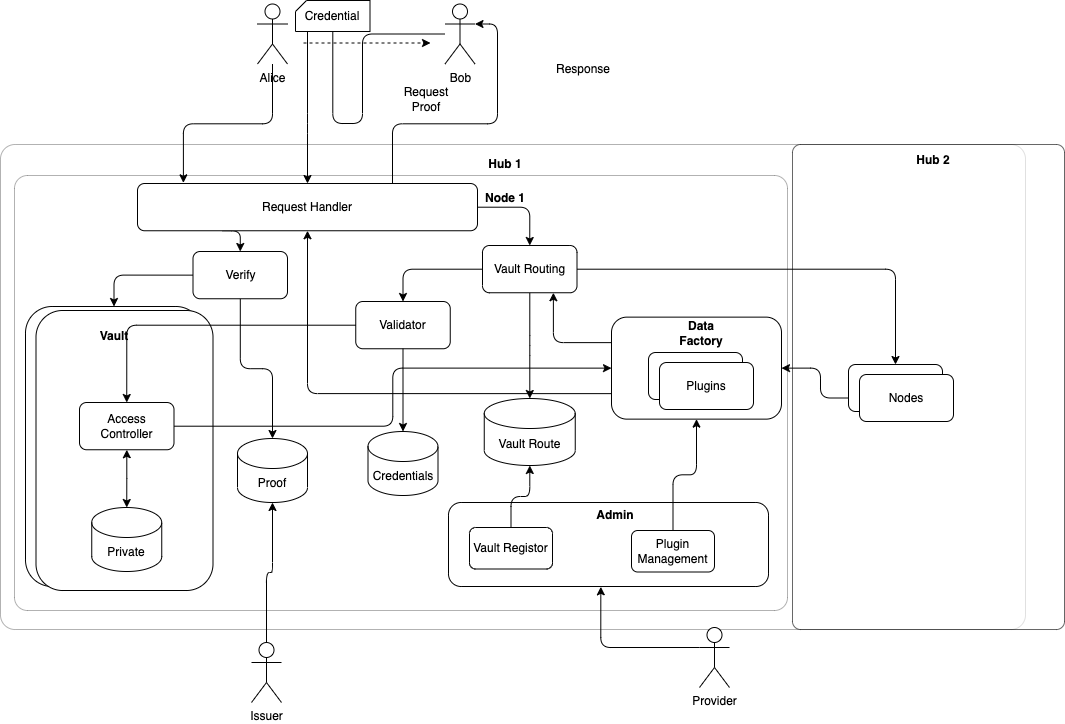 Credential
Alice
Bob
Response
Request
Proof
Hub 1
Hub 2
Node 1
Request Handler
Verify
Vault Routing
Validator
Vault
Data
Factory
Plugins
Nodes
Access
Controller
Vault Route
Credentials
Proof
Private
Admin
Vault Registor
Plugin
Management
Issuer
Provider